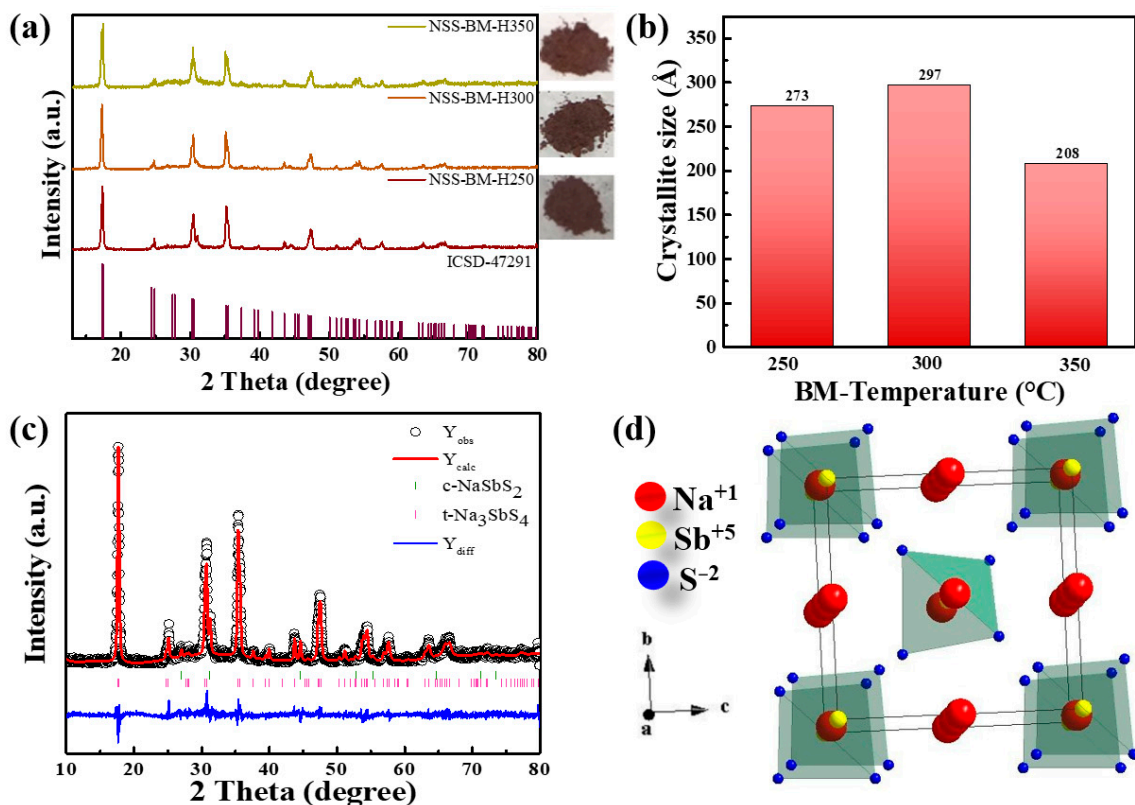 (a)
NSS-BM-H350
NSS-BM-H300
NSS-BM-H250
ICSD-47291
Intensity (a.u.)
20 30 40 50 60 70 80
2 Theta (degree)
(b)
350
300
250
200
150
100
50
0
Crystallite size (Å)
273
297
208
250 300 350
BM-Temperature (°C)
(c)
Y_obs
Y_calc
c-NaSbS₂
t-Na₃SbS₄
Y_diff
Intensity (a.u.)
10 20 30 40 50 60 70 80
2 Theta (degree)
(d)
Na⁺¹
Sb⁺⁵
S⁻²
b
c
a